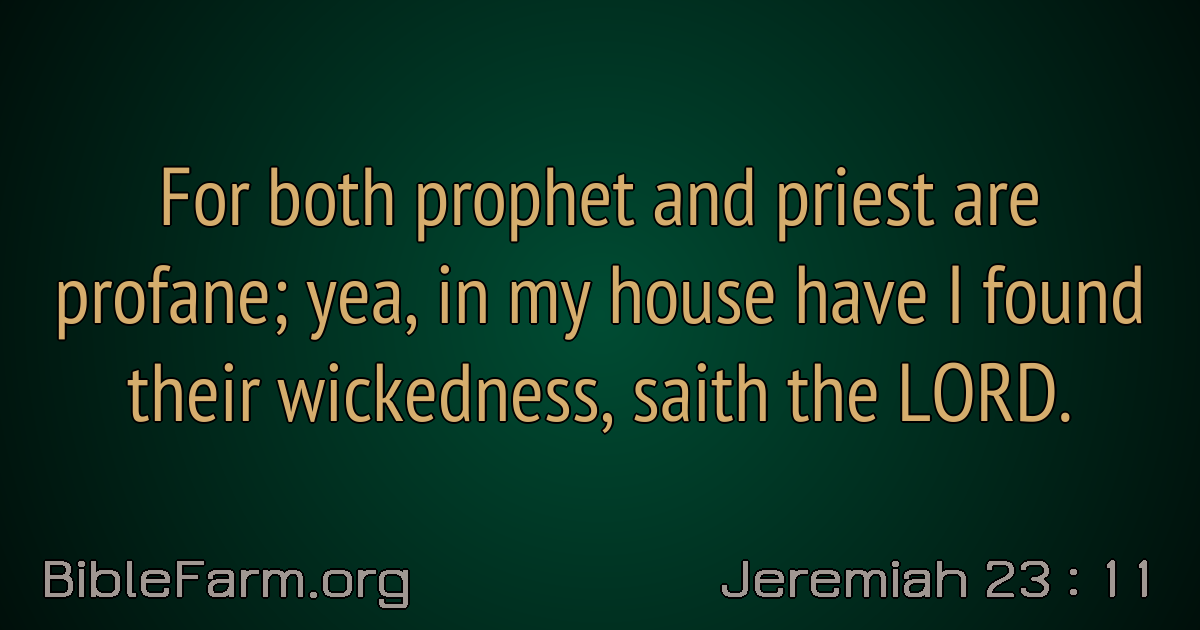 For both prophet and priest are
profane; yea, in my house have I found
their wickedness, saith the LORD.
BibleFarm.org
Jeremiah 23 : 11